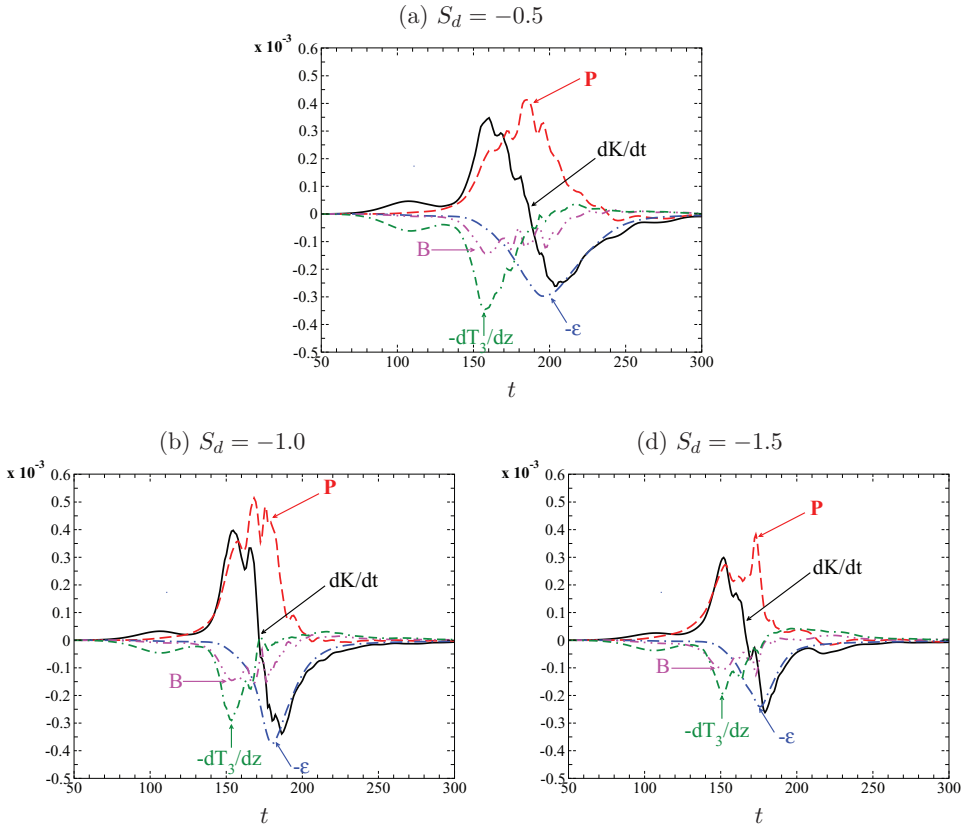 (a) S_d = −0.5
x 10⁻³
0.6
0.5
0.4
0.3
0.2
0.1
0
-0.1
-0.2
-0.3
-0.4
-0.5
P
dK/dt
B
-ε
-dT₃/dz
50 100 150 200 250 300
t
(b) S_d = −1.0
x 10⁻³
0.6
0.5
0.4
0.3
0.2
0.1
0
-0.1
-0.2
-0.3
-0.4
-0.5
P
dK/dt
B
-dT₃/dz
-ε
50 100 150 200 250 300
t
(d) S_d = −1.5
x 10⁻³
0.6
0.5
0.4
0.3
0.2
0.1
0
-0.1
-0.2
-0.3
-0.4
-0.5
P
dK/dt
B
-dT₃/dz
-ε
50 100 150 200 250 300
t